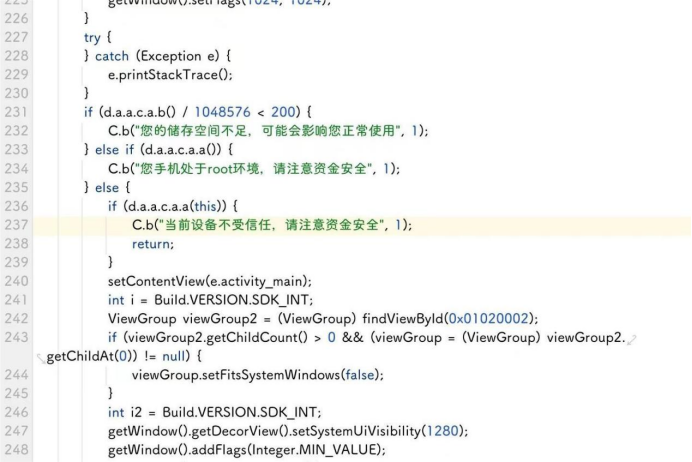 225 getWindow().setFlags(1024, 1024);
226 }
227 try {
228 } catch (Exception e) {
229 e.printStackTrace();
230 }
231 if (d.a.a.c.a.b() / 1048576 < 200) {
232 C.b("您的储存空间不足，可能会影响您正常使用", 1);
233 } else if (d.a.a.c.a.a()) {
234 C.b("您手机处于root环境，请注意资金安全", 1);
235 } else {
236 if (d.a.a.c.a.a(this)) {
237 C.b("当前设备不受信任，请注意资金安全", 1);
238 return;
239 }
240 setContentView(e.activity_main);
241 int i = Build.VERSION.SDK_INT;
242 ViewGroup viewGroup2 = (ViewGroup) findViewById(0x01020002);
243 if (viewGroup2.getChildCount() > 0 && (viewGroup = (ViewGroup) viewGroup2.
getChildAt(0)) != null) {
244 viewGroup.setFitsSystemWindows(false);
245 }
246 int i2 = Build.VERSION.SDK_INT;
247 getWindow().getDecorView().setSystemUiVisibility(1280);
248 getWindow().addFlags(Integer.MIN_VALUE);